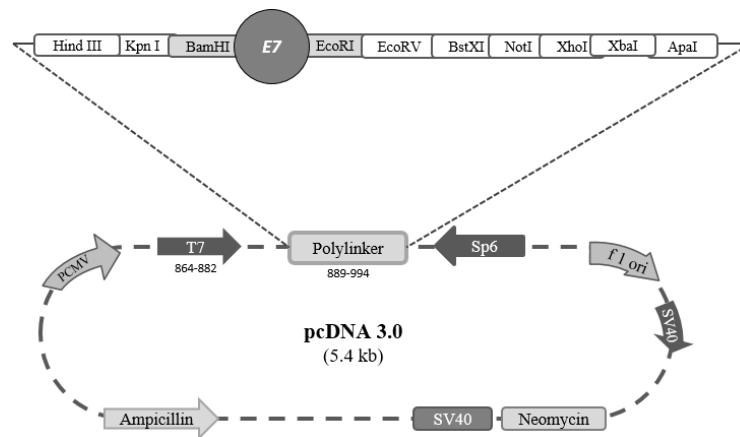 Hind III Kpn I BamHI E7 EcoRI EcoRV BstXI NotI XhoI XbaI ApaI
PCMV T7 Polylinker Sp6 f 1 ori
864-882 889-994
SV40
pcDNA 3.0
(5.4 kb)
Ampicillin SV40 Neomycin